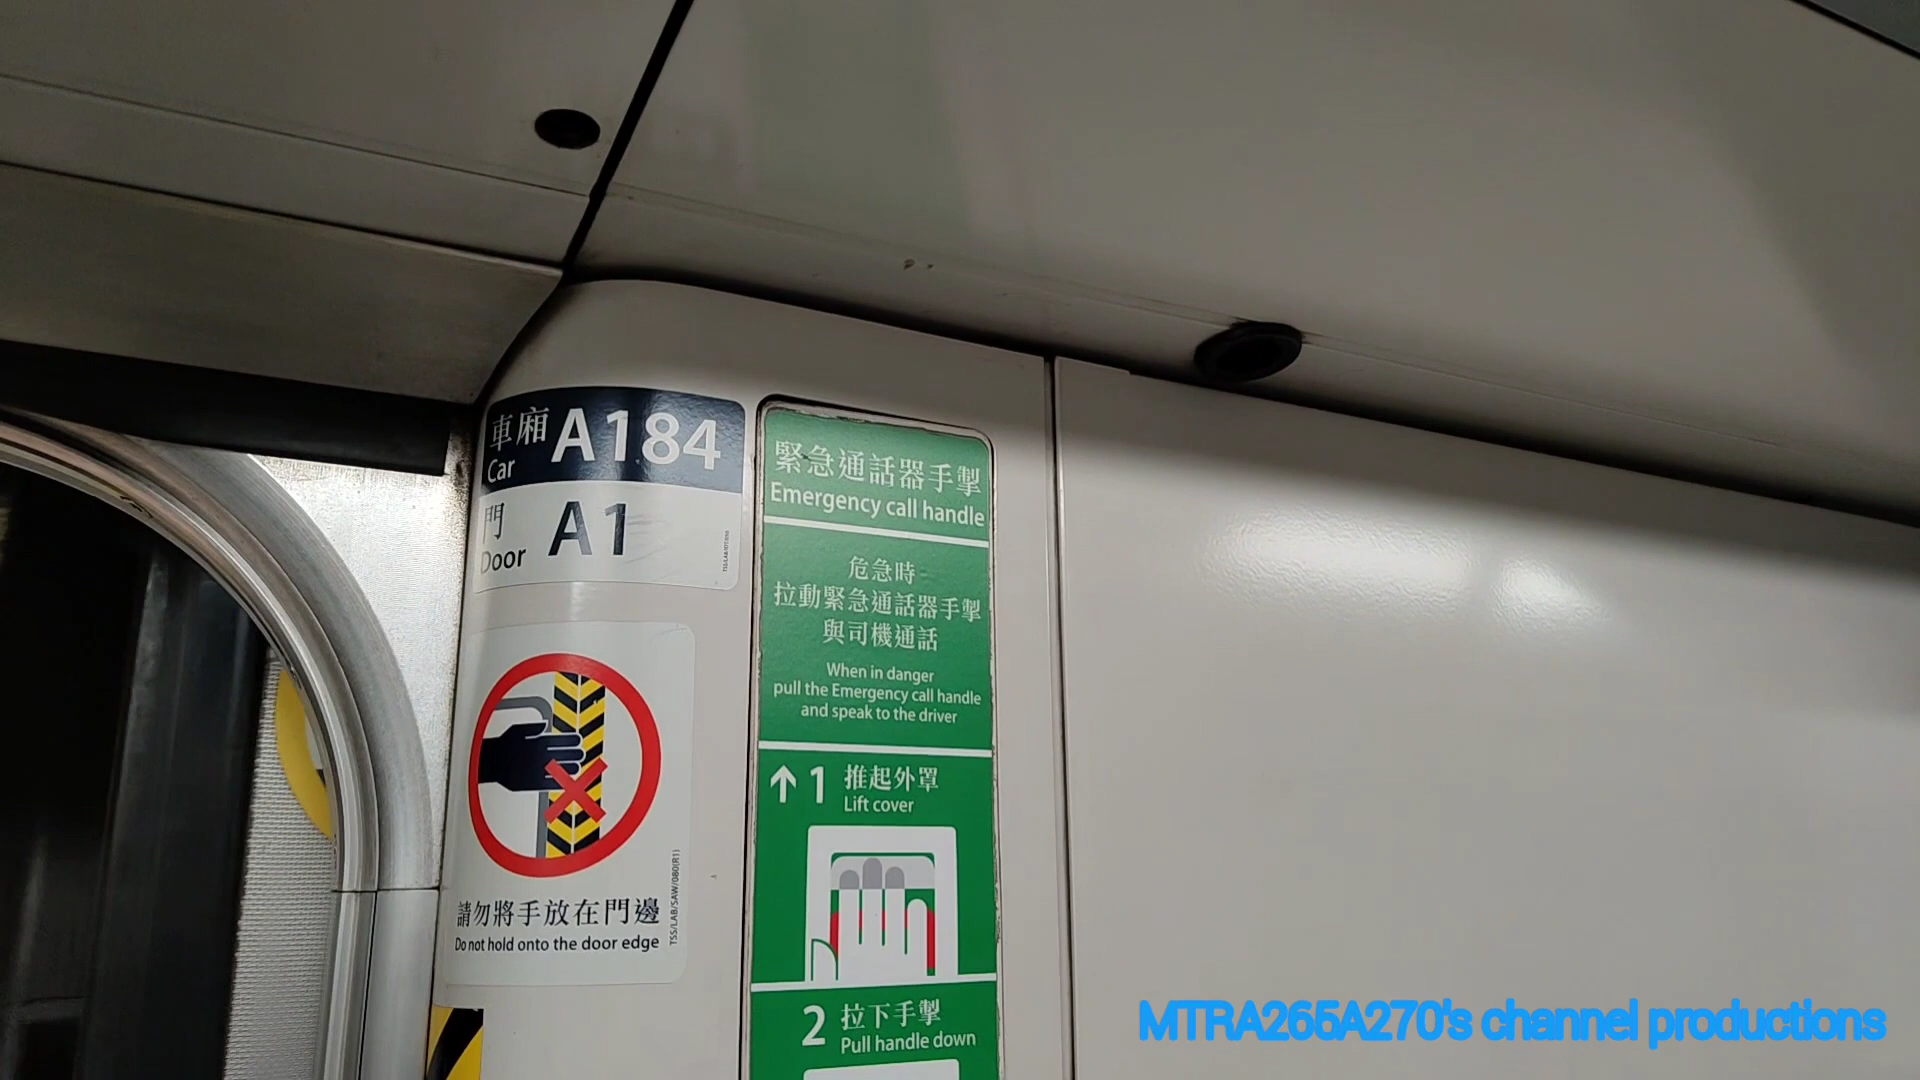 車廂 A184
Car
門 A1
Door
請勿將手放在門邊
Do not hold onto the door edge
TSS/LAB/SAW/080(R1)
緊急通話器手掣
Emergency call handle
危急時
拉動緊急通話器手掣
與司機通話
When in danger
pull the Emergency call handle
and speak to the driver
1 推起外罩
Lift cover
2 拉下手掣
Pull handle down
MTRA265A270's channel productions